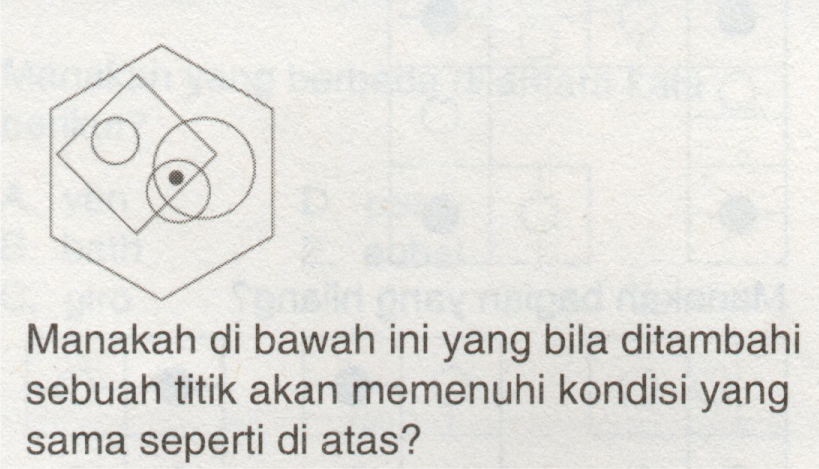 Manakah di bawah ini yang bila ditambahi
sebuah titik akan memenuhi kondisi yang
sama seperti di atas?